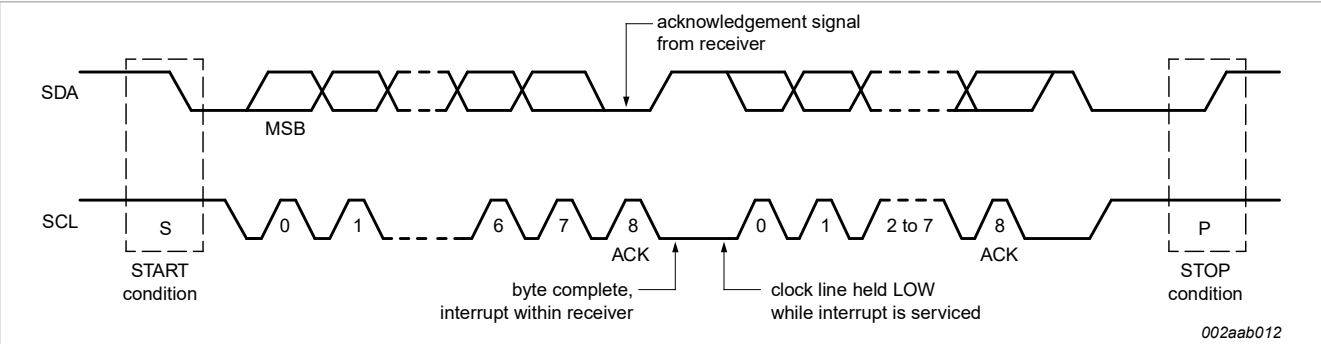 acknowledgement signal
from receiver
SDA
MSB
SCL
S
0
1
6
7
8
0
1
2 to 7
8
P
ACK
ACK
START
condition
byte complete,
interrupt within receiver
clock line held LOW
while interrupt is serviced
STOP
condition
002aab012